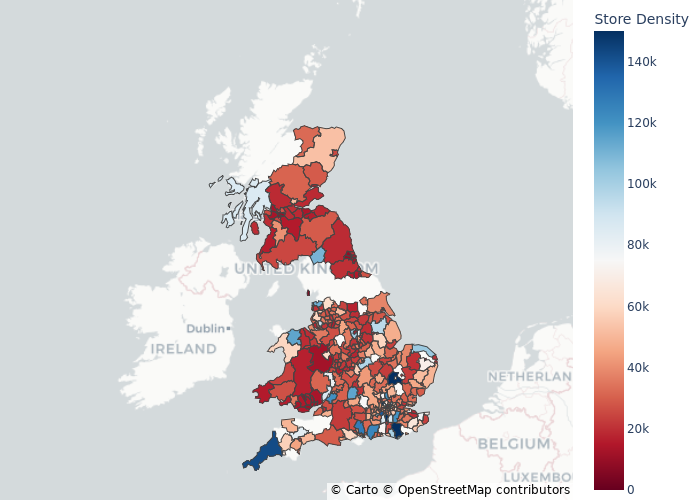 Store Density
140k
120k
100k
80k
60k
40k
20k
0
UNITED KINGDOM
Dublin
IRELAND
NETHERLAN
BELGIUM
LUXEMBO
© Carto © OpenStreetMap contributors